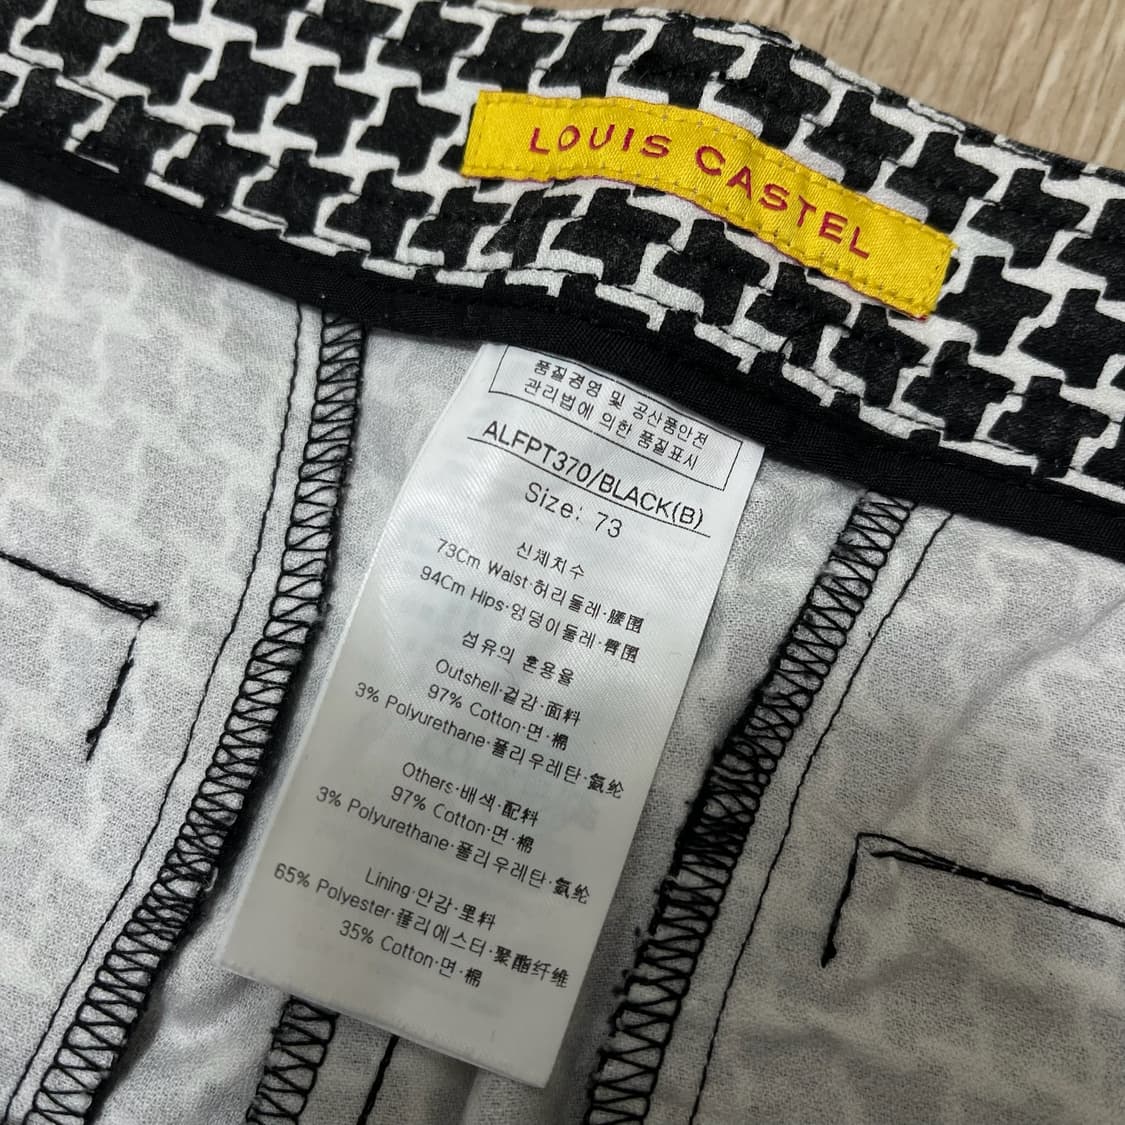 LOUIS CASTEL
품질경영 및 공산품안전
관리법에 의한 품질표시
ALFPT370/BLACK(B)
Size: 73
신체치수
73Cm Waist·허리둘레·腰围
94Cm Hips·엉덩이둘레·臀围
섬유의 혼용율
Outshell·겉감·面料
97% Cotton·면·棉
3% Polyurethane·폴리우레탄·氨纶
Others·배색·配料
97% Cotton·면·棉
3% Polyurethane·폴리우레탄·氨纶
Lining·안감·里料
65% Polyester·폴리에스터·聚酯纤维
35% Cotton·면·棉